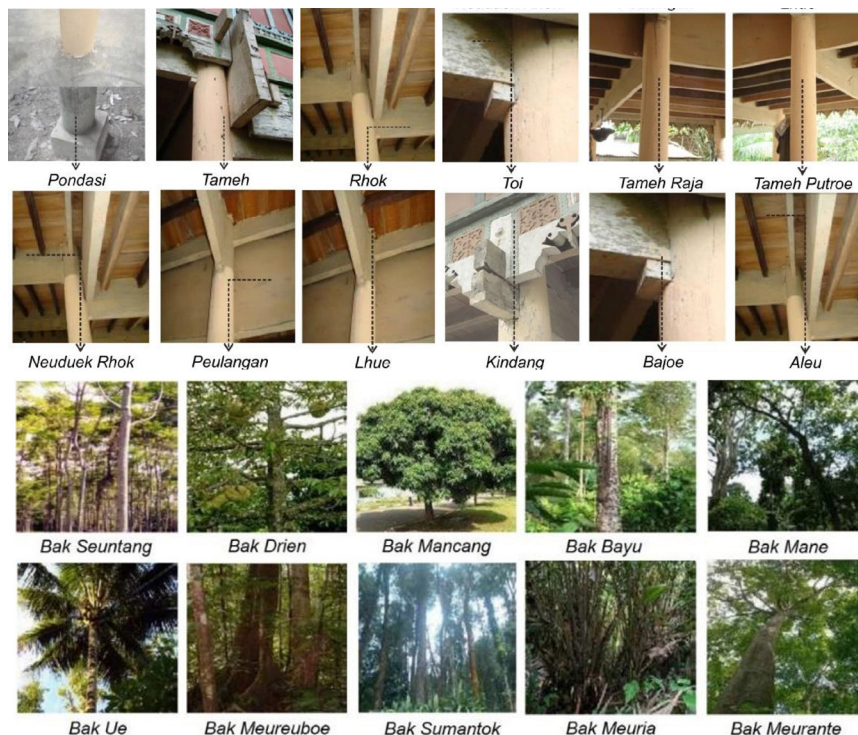 Pondasi
Tameh
Rhok
Toi
Tameh Raja
Tameh Putroe
Neuduek Rhok
Peulangan
Lhue
Kindang
Bajoe
Aleu
Bak Seuntang
Bak Drien
Bak Mancang
Bak Bayu
Bak Mane
Bak Ue
Bak Meureuboe
Bak Sumantok
Bak Meuria
Bak Meurante